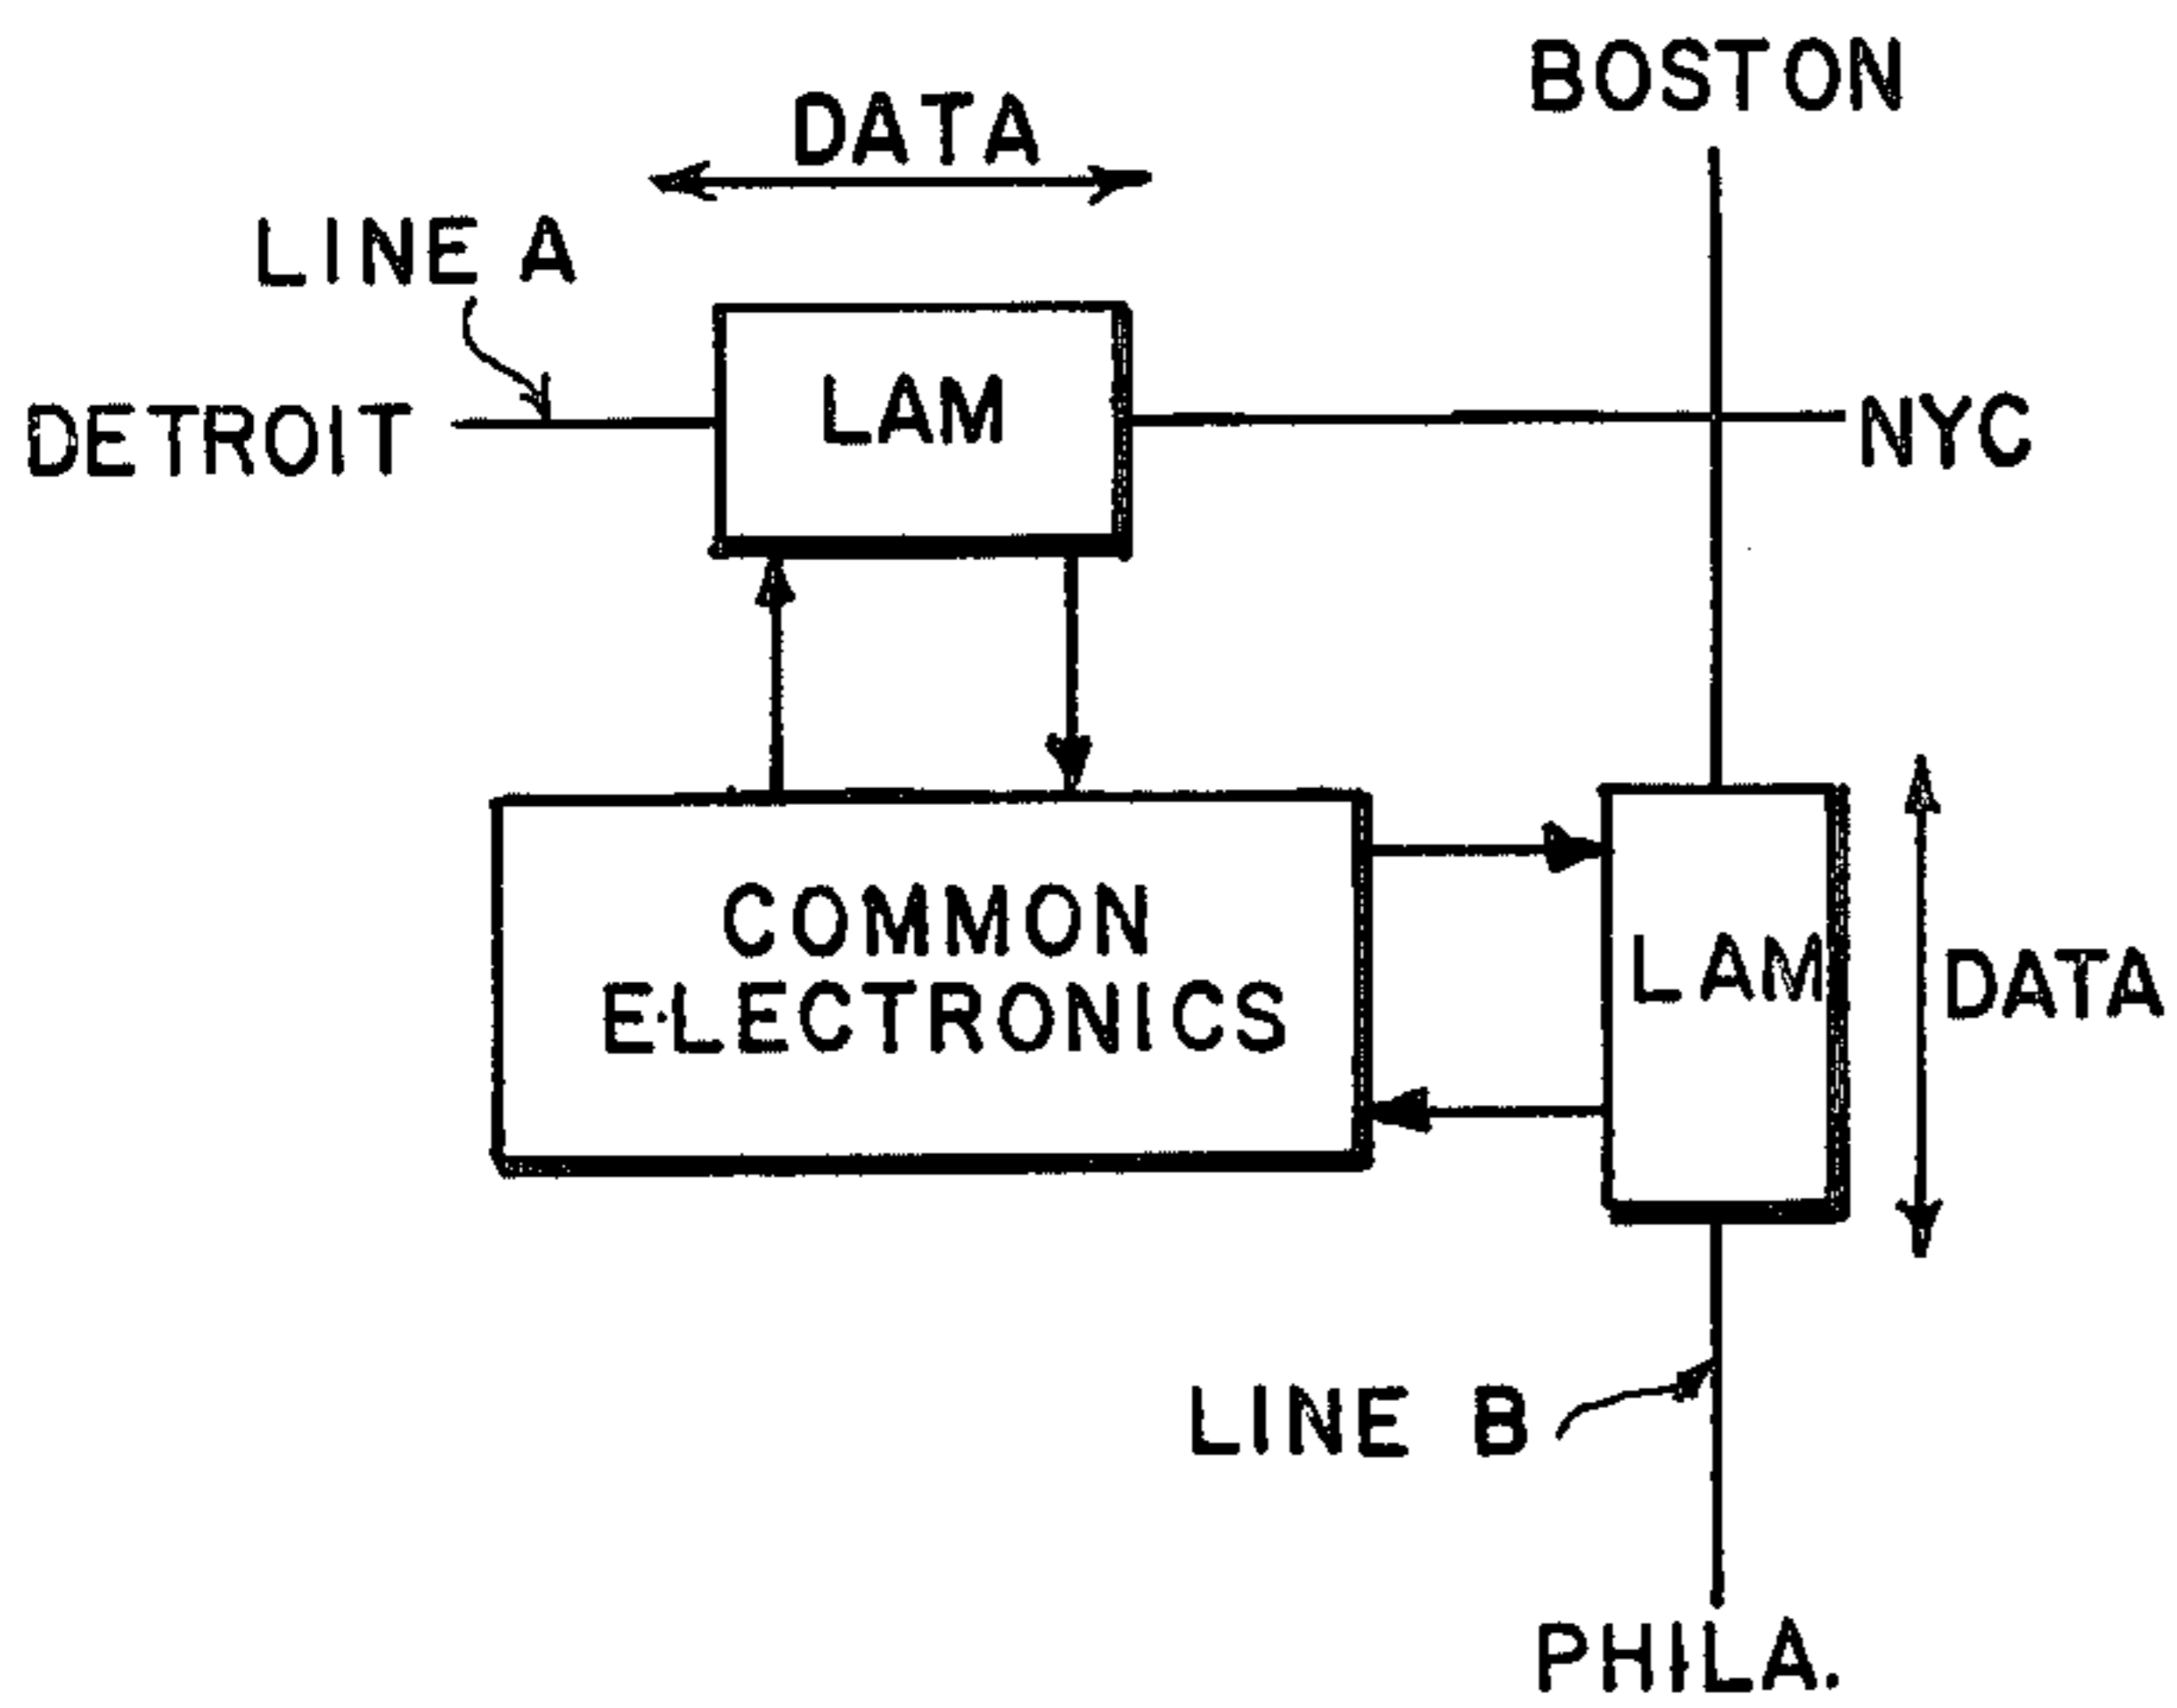 BOSTON
DATA
LINE A
DETROIT
LAM
NYC
COMMON
ELECTRONICS
LAM
DATA
LINE B
PHILA.